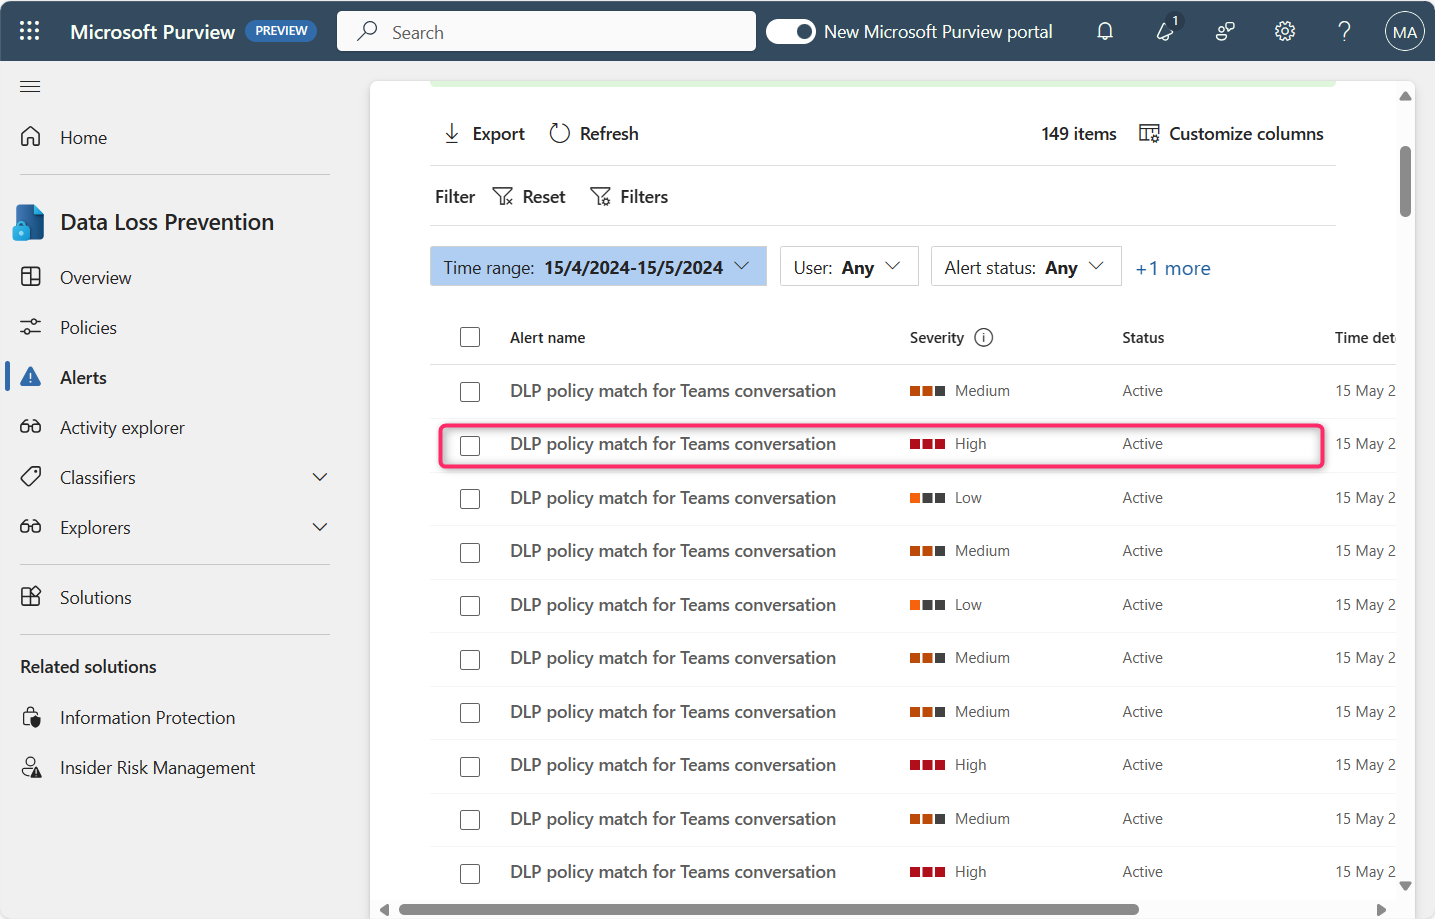 Microsoft Purview PREVIEW
Search
New Microsoft Purview portal
1
MA
Home
Data Loss Prevention
Overview
Policies
Alerts
Activity explorer
Classifiers
Explorers
Solutions
Related solutions
Information Protection
Insider Risk Management
Export Refresh 149 items Customize columns
Filter Reset Filters
Time range: 15/4/2024-15/5/2024 User: Any Alert status: Any +1 more
Alert name Severity Status Time det
DLP policy match for Teams conversation Medium Active 15 May 2
DLP policy match for Teams conversation High Active 15 May 2
DLP policy match for Teams conversation Low Active 15 May 2
DLP policy match for Teams conversation Medium Active 15 May 2
DLP policy match for Teams conversation Low Active 15 May 2
DLP policy match for Teams conversation Medium Active 15 May 2
DLP policy match for Teams conversation Medium Active 15 May 2
DLP policy match for Teams conversation High Active 15 May 2
DLP policy match for Teams conversation Medium Active 15 May 2
DLP policy match for Teams conversation High Active 15 May 2